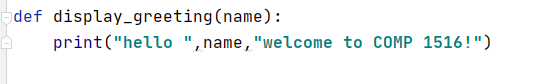 def display_greeting(name):
    print("hello ",name,"welcome to COMP 1516!")